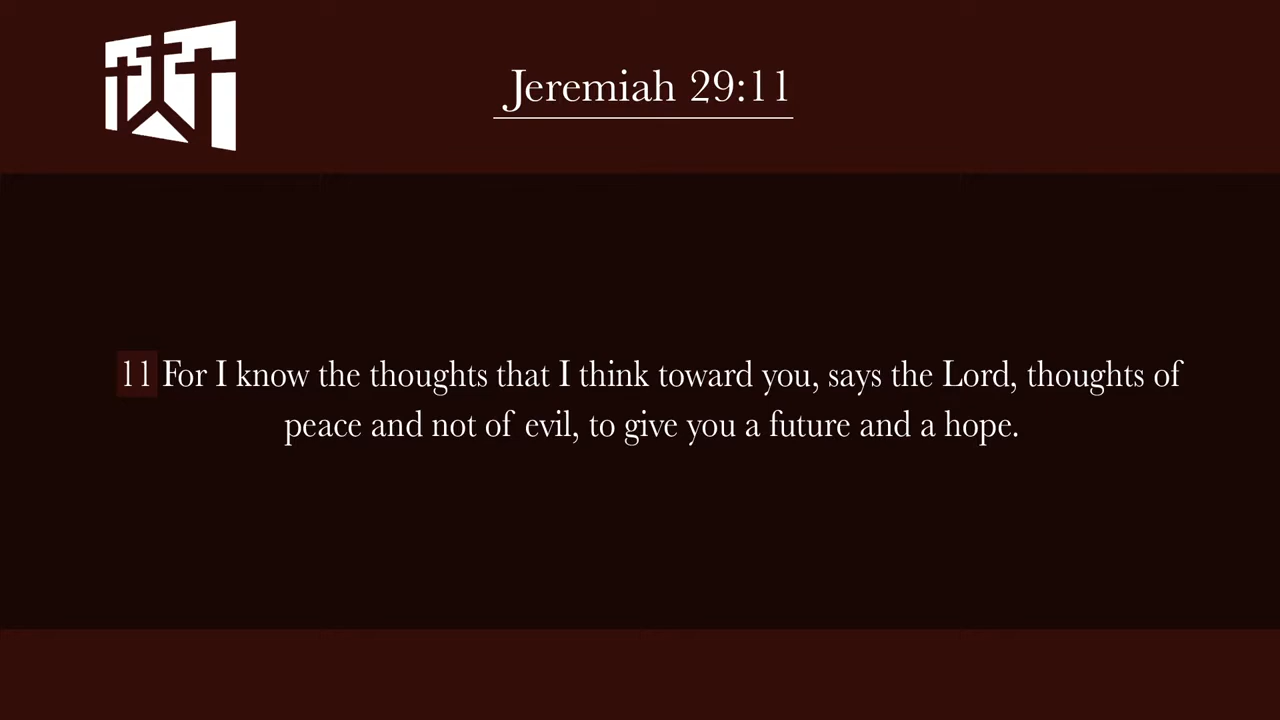 Jeremiah 29:11
11 For I know the thoughts that I think toward you, says the Lord, thoughts of
peace and not of evil, to give you a future and a hope.